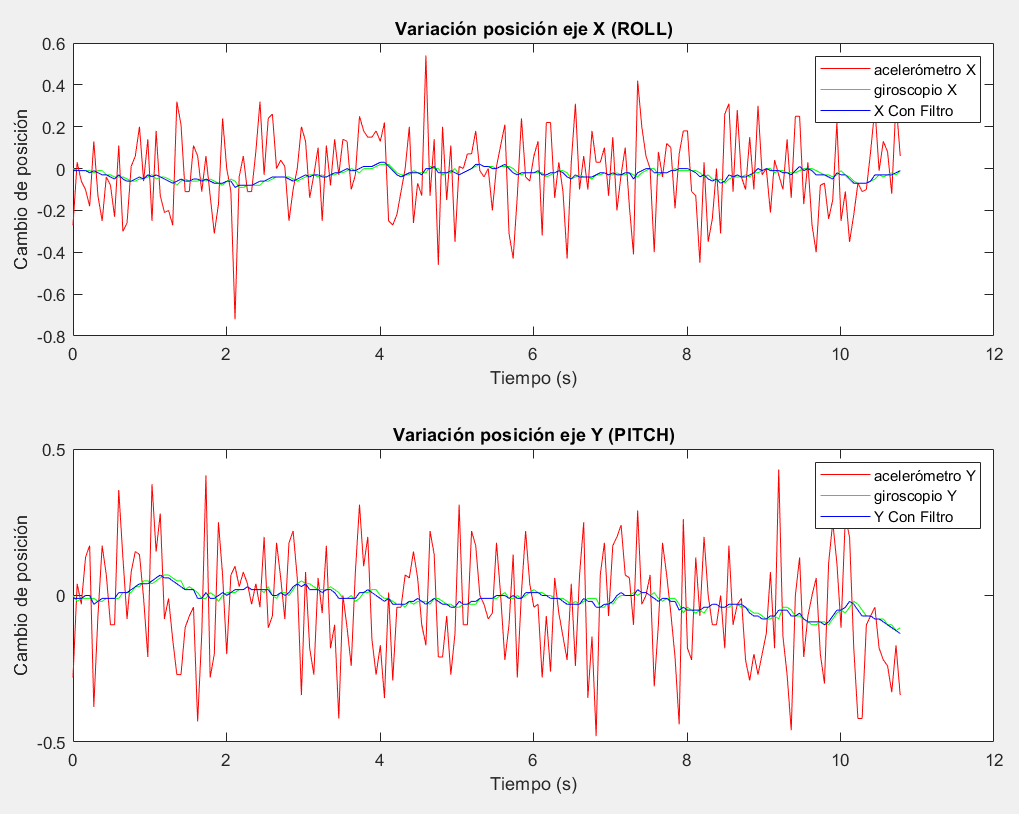 Variación posición eje X (ROLL)
0.6
0.4
0.2
0
-0.2
-0.4
-0.6
-0.8
Cambio de posición
acelerómetro X
giroscopio X
X Con Filtro
0 2 4 6 8 10 12
Tiempo (s)
Variación posición eje Y (PITCH)
0.5
0
-0.5
Cambio de posición
acelerómetro Y
giroscopio Y
Y Con Filtro
0 2 4 6 8 10 12
Tiempo (s)